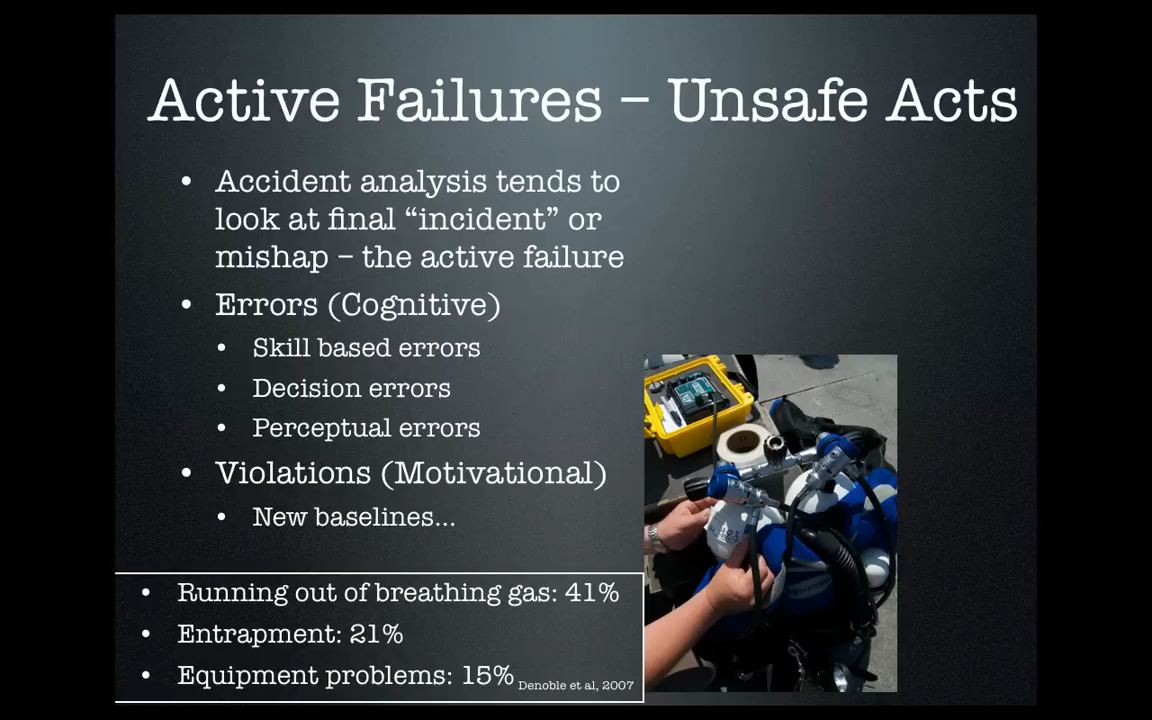 Active Failures – Unsafe Acts
• Accident analysis tends to
look at final “incident” or
mishap – the active failure
• Errors (Cognitive)
• Skill based errors
• Decision errors
• Perceptual errors
• Violations (Motivational)
• New baselines...
• Running out of breathing gas: 41%
• Entrapment: 21%
• Equipment problems: 15%
Denoble et al, 2007